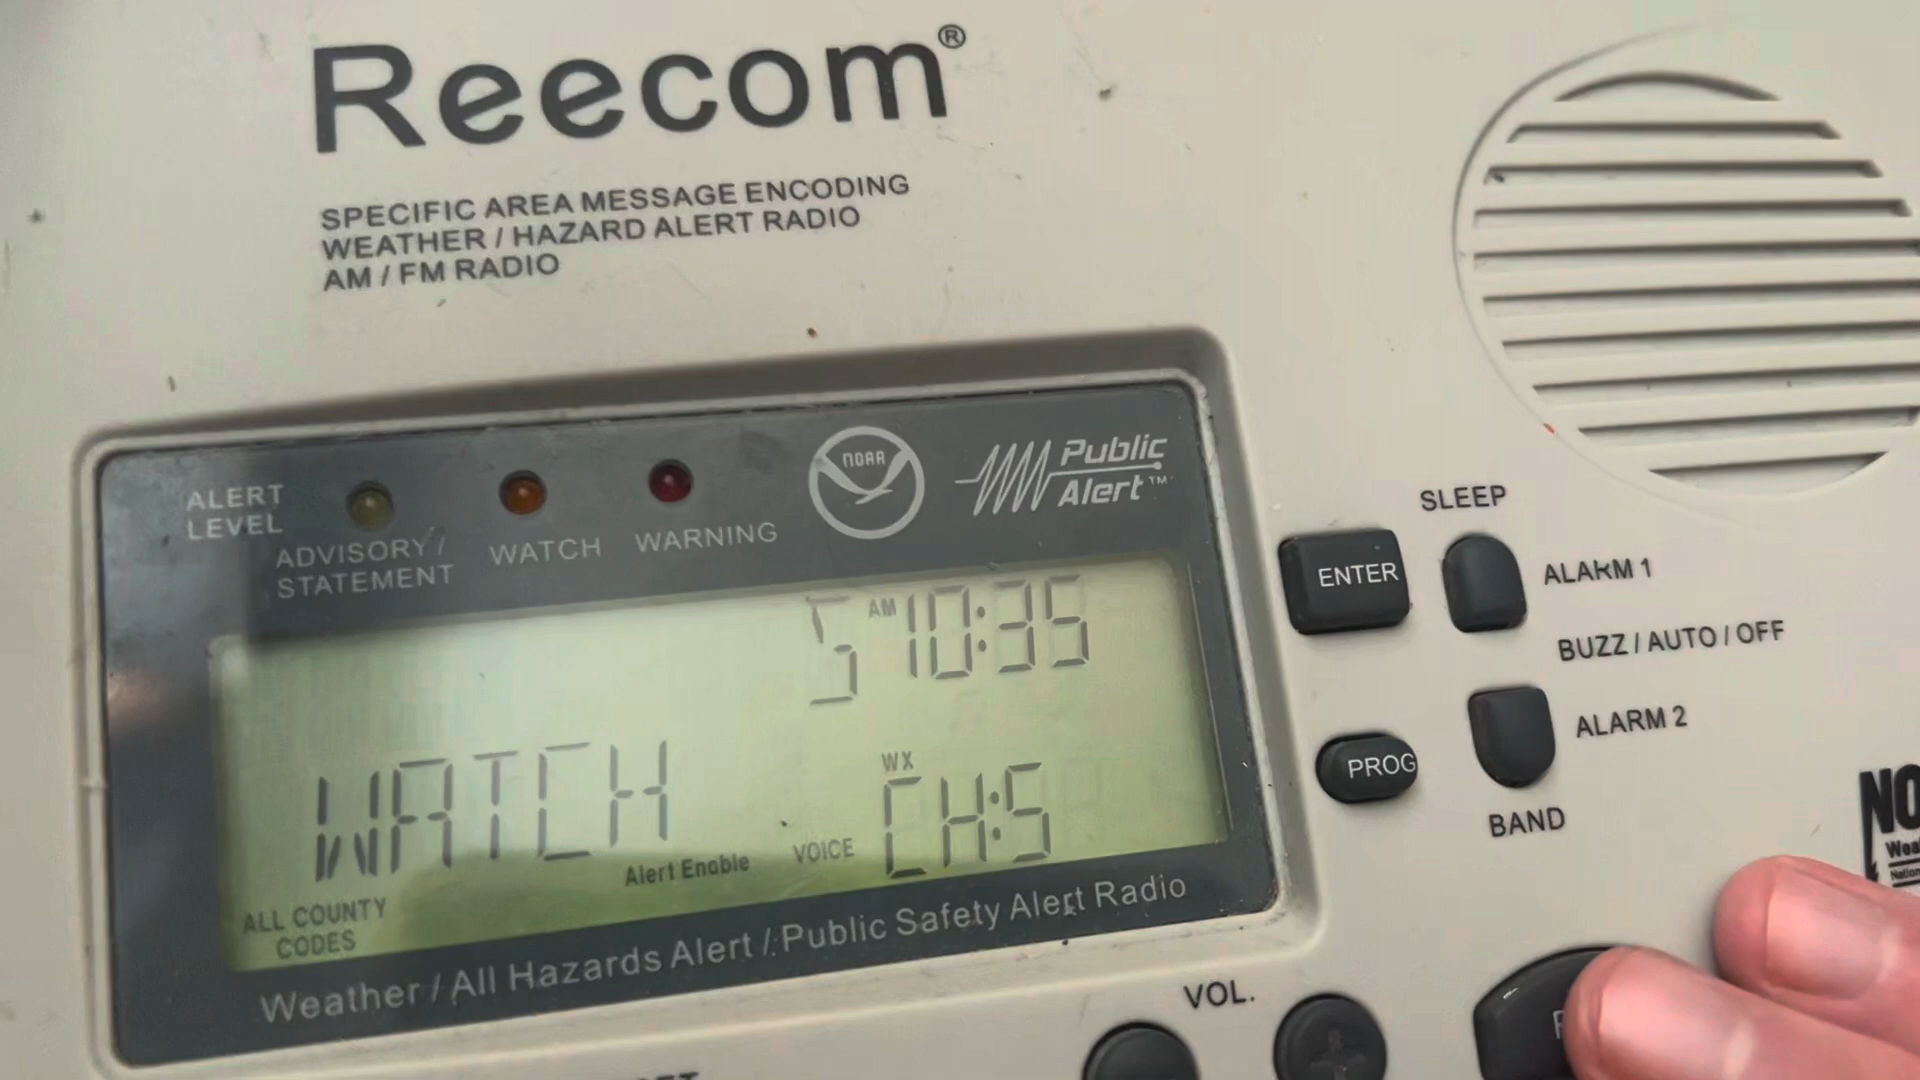 Reecom®
SPECIFIC AREA MESSAGE ENCODING
WEATHER / HAZARD ALERT RADIO
AM / FM RADIO
ALERT
LEVEL
ADVISORY /
STATEMENT
WATCH
WARNING
NOAA
Public
Alert™
S AM 10:35
WATCH
Alert Enable
VOICE
WX
CH:5
ALL COUNTY
CODES
Weather / All Hazards Alert / Public Safety Alert Radio
SLEEP
ENTER
ALARM 1
BUZZ / AUTO / OFF
PROG
ALARM 2
BAND
VOL.
+